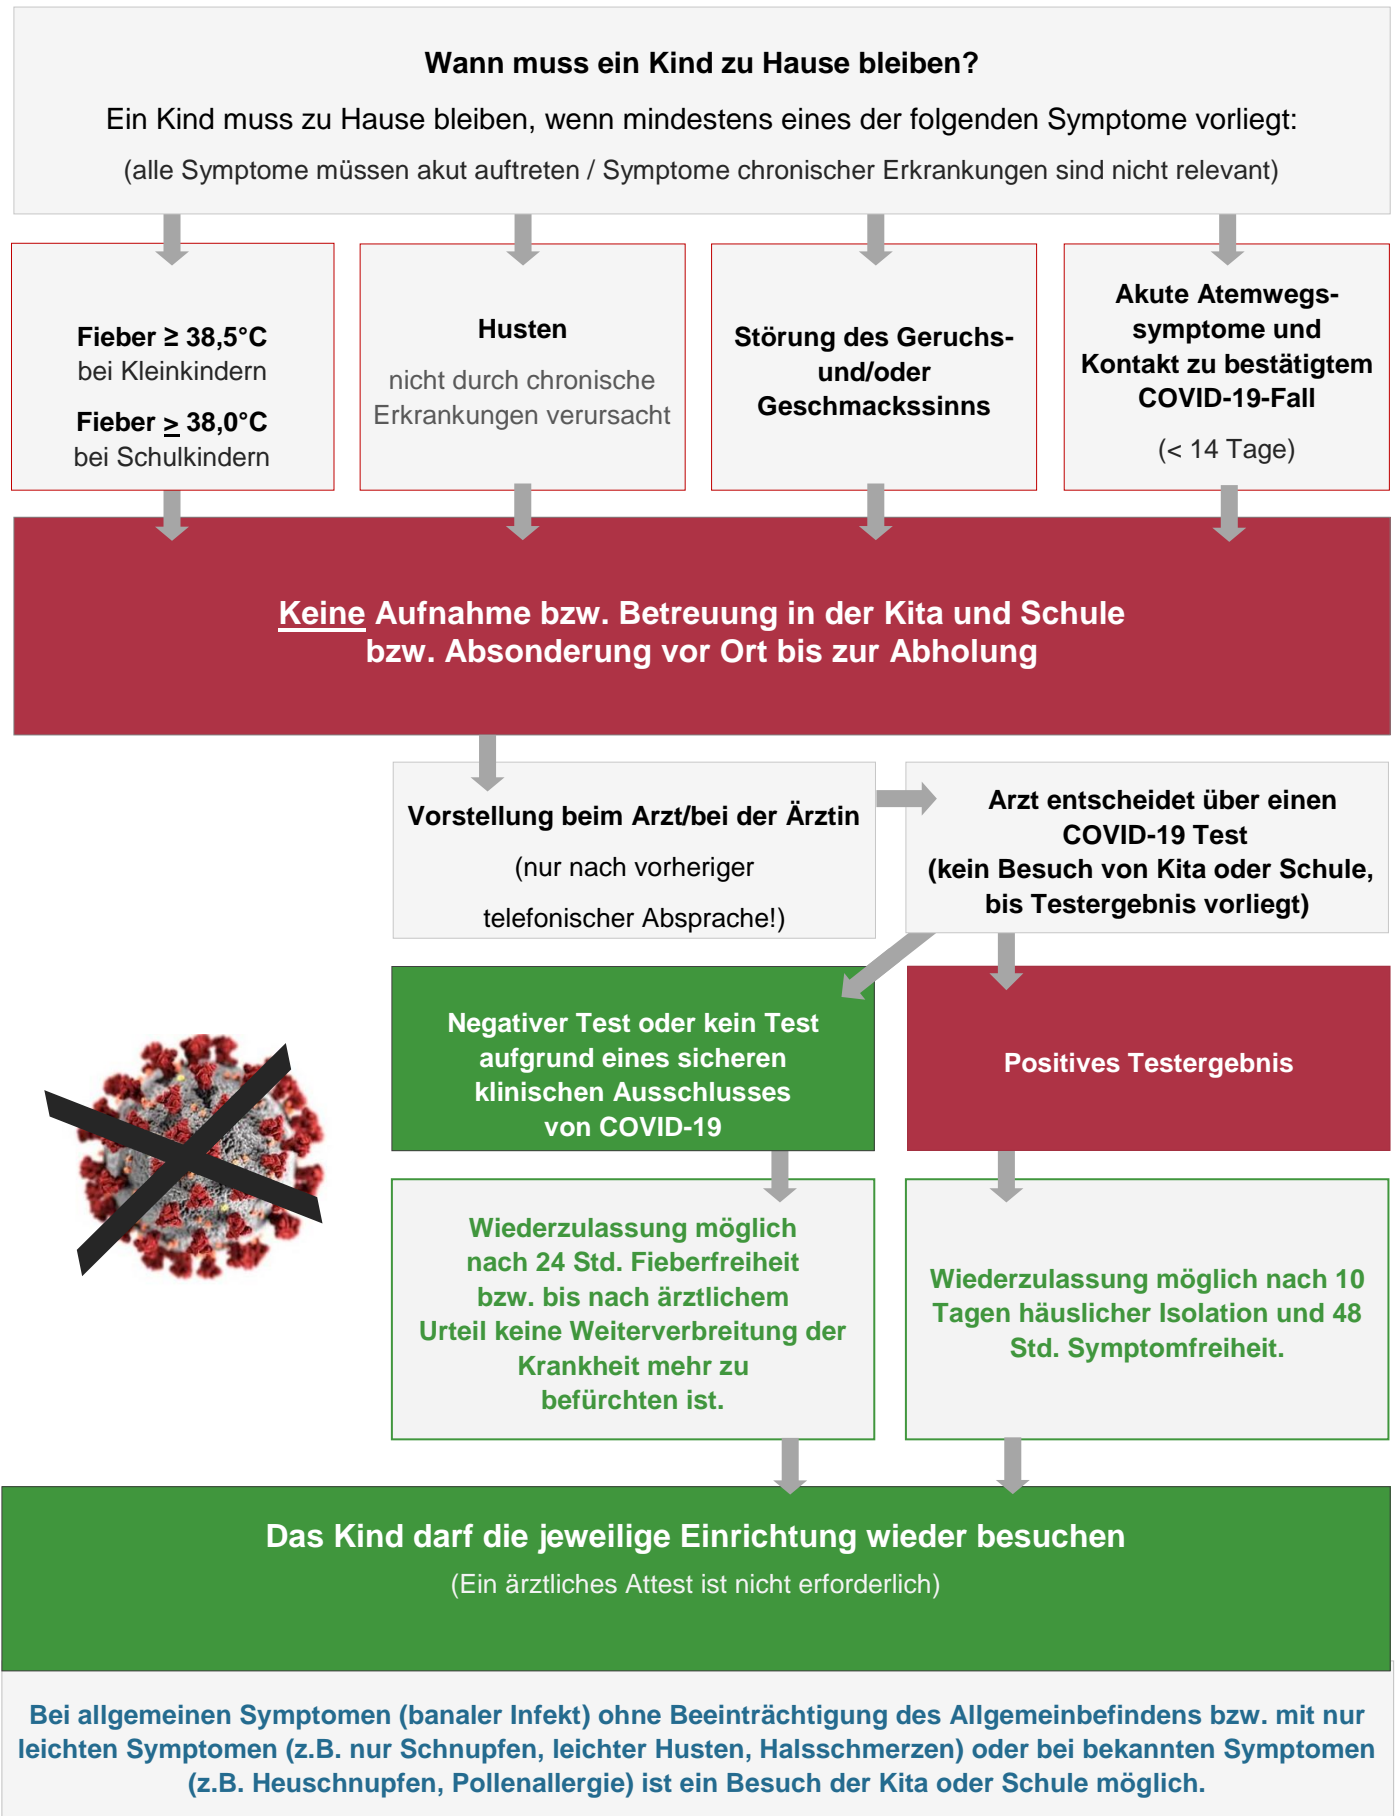 Wann muss ein Kind zu Hause bleiben?
Ein Kind muss zu Hause bleiben, wenn mindestens eines der folgenden Symptome vorliegt:
(alle Symptome müssen akut auftreten / Symptome chronischer Erkrankungen sind nicht relevant)
Fieber ≥ 38,5°C
bei Kleinkindern
Fieber ≥ 38,0°C
bei Schulkindern
Husten
nicht durch chronische
Erkrankungen verursacht
Störung des Geruchs-
und/oder
Geschmackssinns
Akute Atemwegs-
symptome und
Kontakt zu bestätigtem
COVID-19-Fall
(< 14 Tage)
Keine Aufnahme bzw. Betreuung in der Kita und Schule
bzw. Absonderung vor Ort bis zur Abholung
Vorstellung beim Arzt/bei der Ärztin
(nur nach vorheriger
telefonischer Absprache!)
Arzt entscheidet über einen
COVID-19 Test
(kein Besuch von Kita oder Schule,
bis Testergebnis vorliegt)
Negativer Test oder kein Test
aufgrund eines sicheren
klinischen Ausschlusses
von COVID-19
Positives Testergebnis
Wiederzulassung möglich
nach 24 Std. Fieberfreiheit
bzw. bis nach ärztlichem
Urteil keine Weiterverbreitung der
Krankheit mehr zu
befürchten ist.
Wiederzulassung möglich nach 10
Tagen häuslicher Isolation und 48
Std. Symptomfreiheit.
Das Kind darf die jeweilige Einrichtung wieder besuchen
(Ein ärztliches Attest ist nicht erforderlich)
Bei allgemeinen Symptomen (banaler Infekt) ohne Beeinträchtigung des Allgemeinbefindens bzw. mit nur
leichten Symptomen (z.B. nur Schnupfen, leichter Husten, Halsschmerzen) oder bei bekannten Symptomen
(z.B. Heuschnupfen, Pollenallergie) ist ein Besuch der Kita oder Schule möglich.